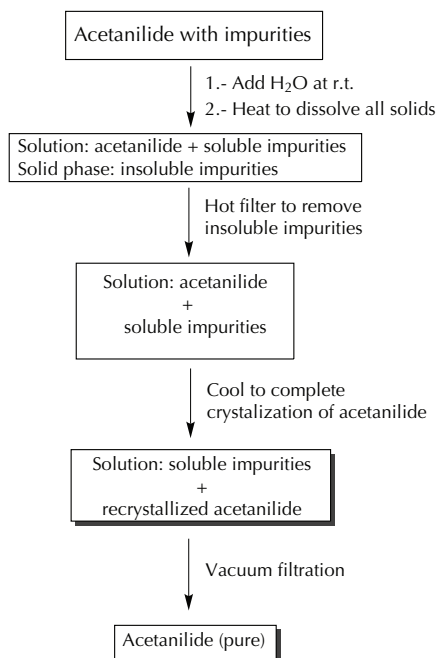 Acetanilide with impurities
1.- Add H₂O at r.t.
2.- Heat to dissolve all solids
Solution: acetanilide + soluble impurities
Solid phase: insoluble impurities
Hot filter to remove
insoluble impurities
Solution: acetanilide
+
soluble impurities
Cool to complete
crystalization of acetanilide
Solution: soluble impurities
+
recrystallized acetanilide
Vacuum filtration
Acetanilide (pure)